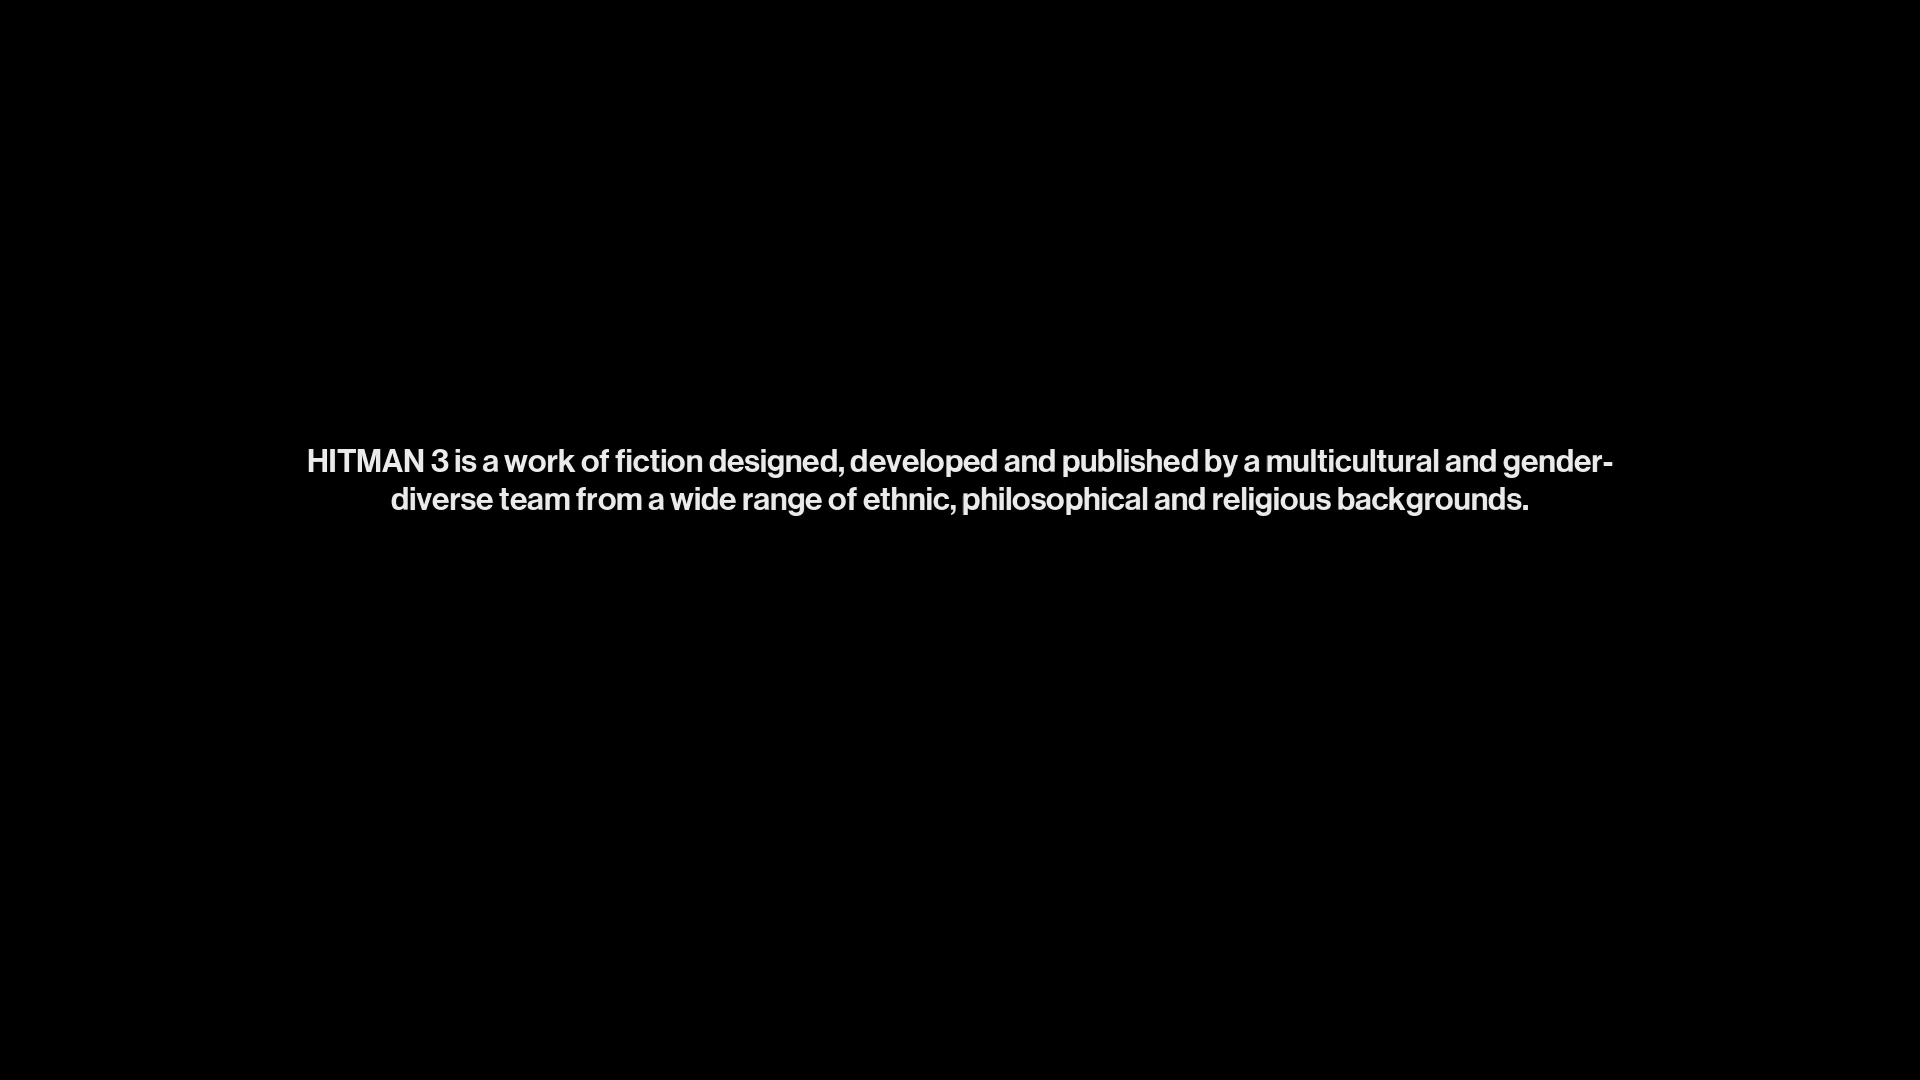 HITMAN 3 is a work of fiction designed, developed and published by a multicultural and gender-
diverse team from a wide range of ethnic, philosophical and religious backgrounds.